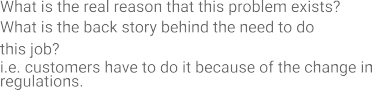 What is the real reason that this problem exists?
What is the back story behind the need to do
this job?
i.e. customers have to do it because of the change in
regulations.